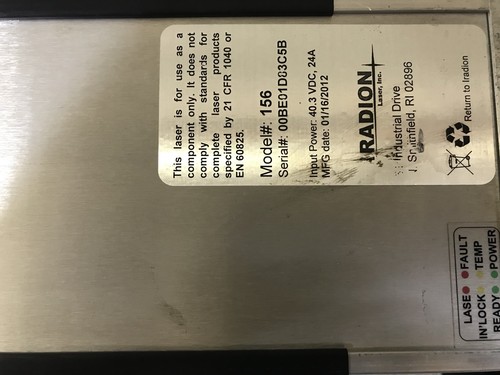 This laser is for use as a
component only. It does not
comply with standards for
complete laser products
specified by 21 CFR 1040 or
EN 60825.
Model#: 156
Serial#: 00BE01D83C5B
Input Power: 40.3 VDC, 24A
MFG date: 01/16/2012
IRADION
Laser, Inc.
Industrial Drive
RI 02896
Return to Iradion
LASE FAULT
IN'LOCK TEMP
READY POWER